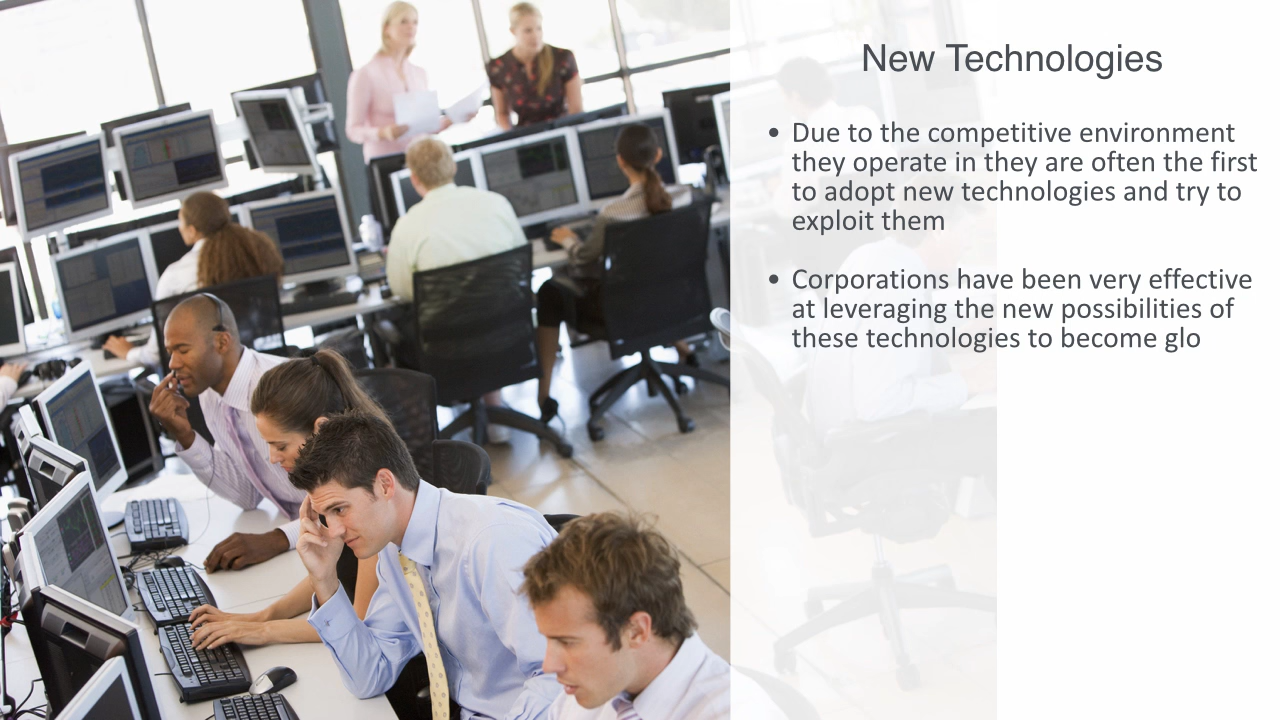 New Technologies
• Due to the competitive environment
they operate in they are often the first
to adopt new technologies and try to
exploit them
• Corporations have been very effective
at leveraging the new possibilities of
these technologies to become glo